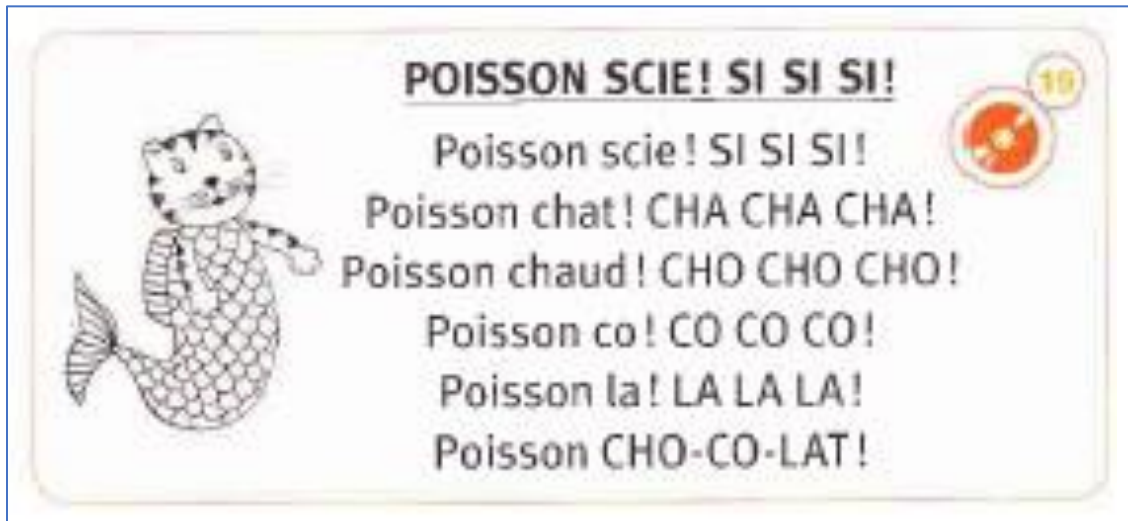 POISSON SCIE! SI SI SI!
19
Poisson scie! SI SI SI!
Poisson chat! CHA CHA CHA!
Poisson chaud! CHO CHO CHO!
Poisson co! CO CO CO!
Poisson la! LA LA LA!
Poisson CHO-CO-LAT!